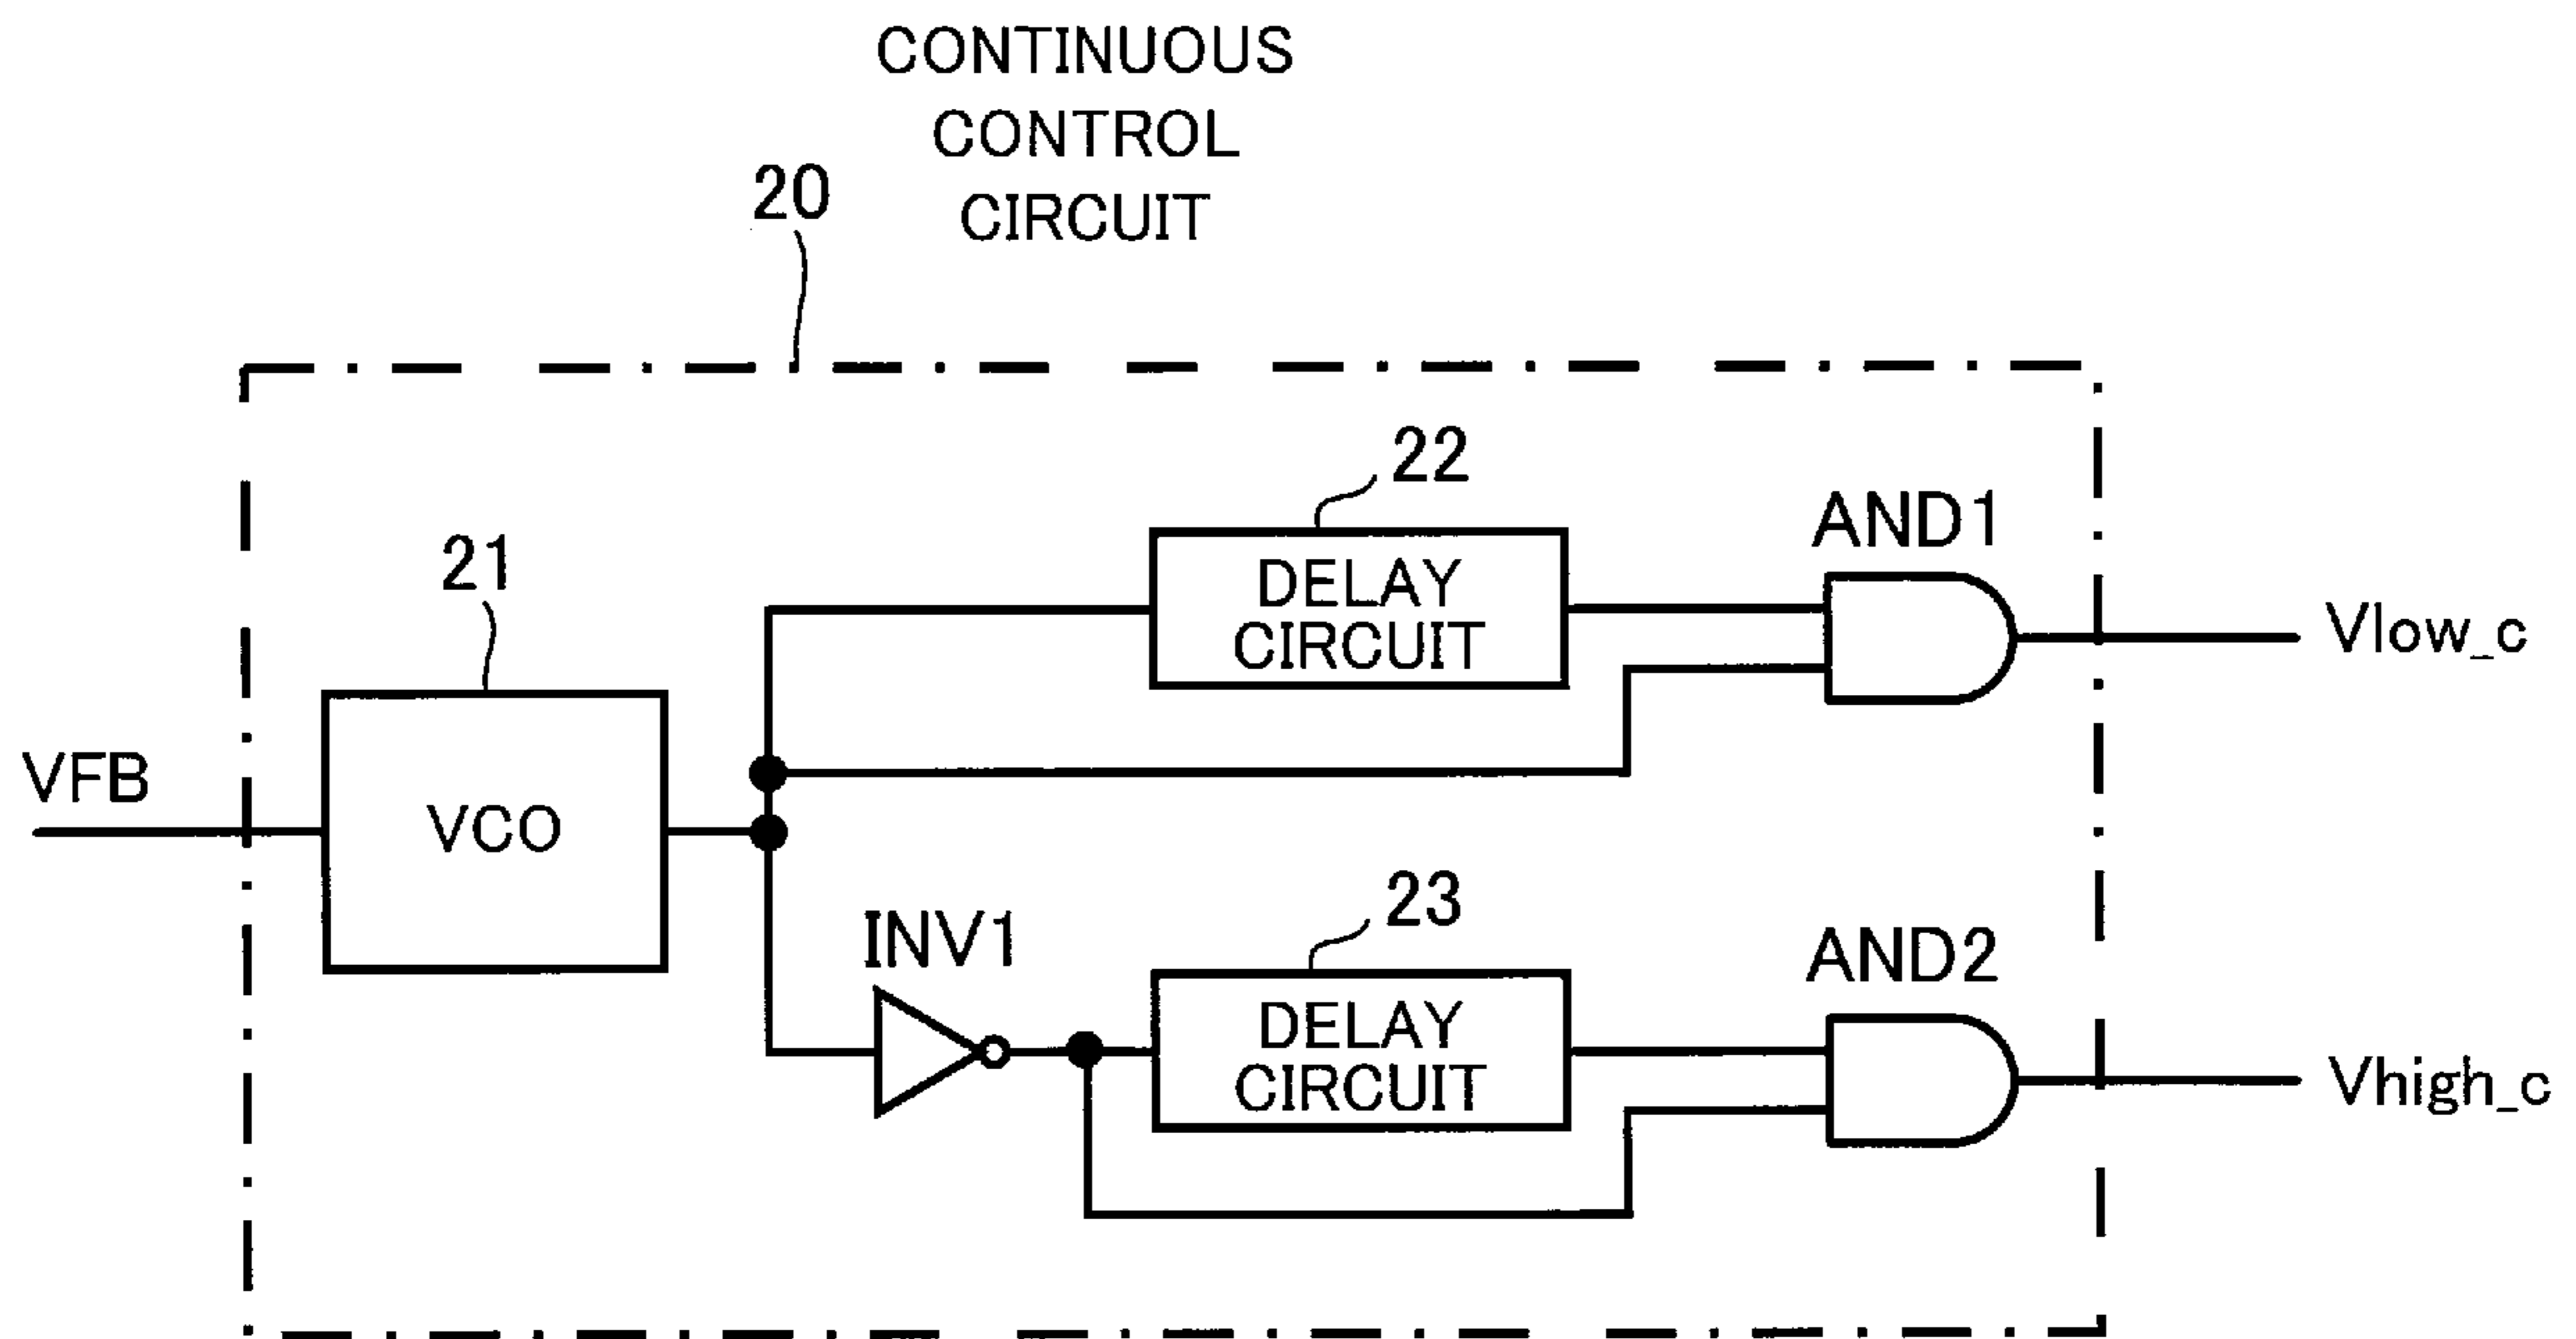 CONTINUOUS
CONTROL
CIRCUIT
20
22
AND1
21
DELAY
CIRCUIT
Vlow_c
VFB
VCO
23
INV1
AND2
DELAY
CIRCUIT
Vhigh_c